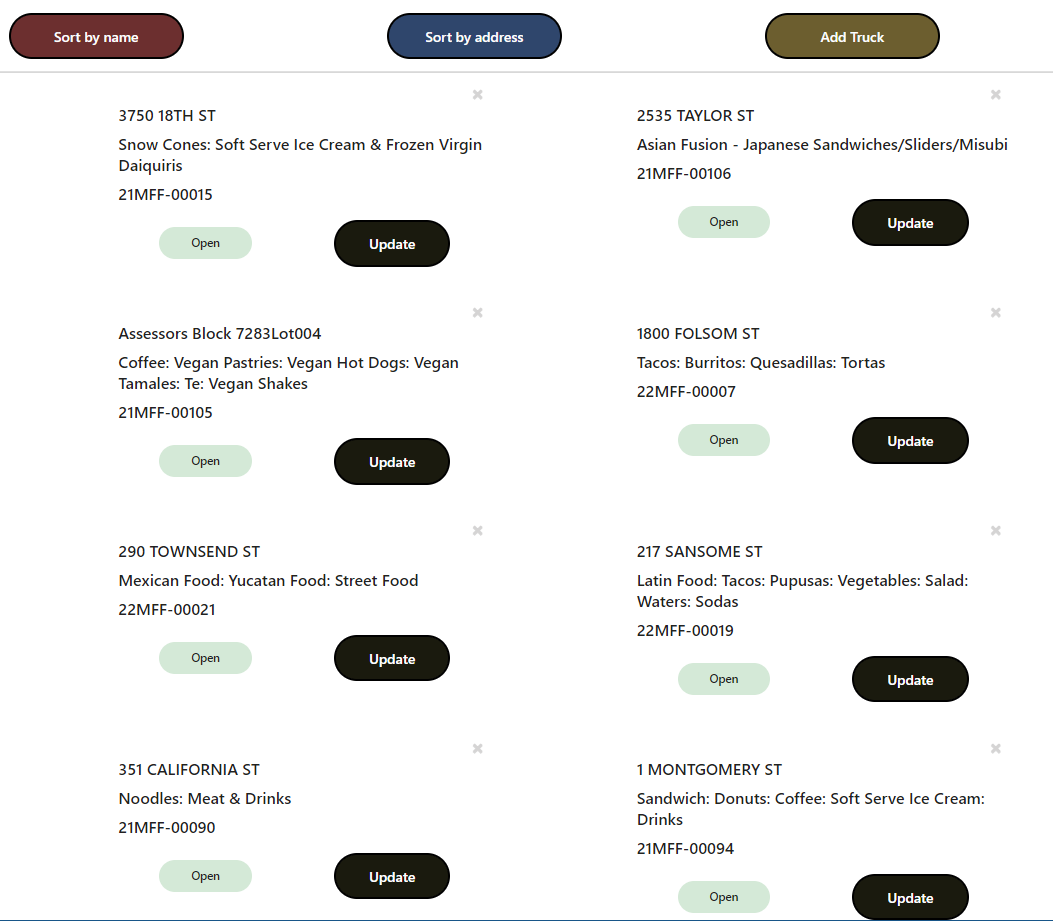 Sort by name
Sort by address
Add Truck
3750 18TH ST
Snow Cones: Soft Serve Ice Cream & Frozen Virgin
Daiquiris
21MFF-00015
Open
Update
2535 TAYLOR ST
Asian Fusion - Japanese Sandwiches/Sliders/Misubi
21MFF-00106
Open
Update
Assessors Block 7283Lot004
Coffee: Vegan Pastries: Vegan Hot Dogs: Vegan
Tamales: Te: Vegan Shakes
21MFF-00105
Open
Update
1800 FOLSOM ST
Tacos: Burritos: Quesadillas: Tortas
22MFF-00007
Open
Update
290 TOWNSEND ST
Mexican Food: Yucatan Food: Street Food
22MFF-00021
Open
Update
217 SANSOME ST
Latin Food: Tacos: Pupusas: Vegetables: Salad:
Waters: Sodas
22MFF-00019
Open
Update
351 CALIFORNIA ST
Noodles: Meat & Drinks
21MFF-00090
Open
Update
1 MONTGOMERY ST
Sandwich: Donuts: Coffee: Soft Serve Ice Cream:
Drinks
21MFF-00094
Open
Update